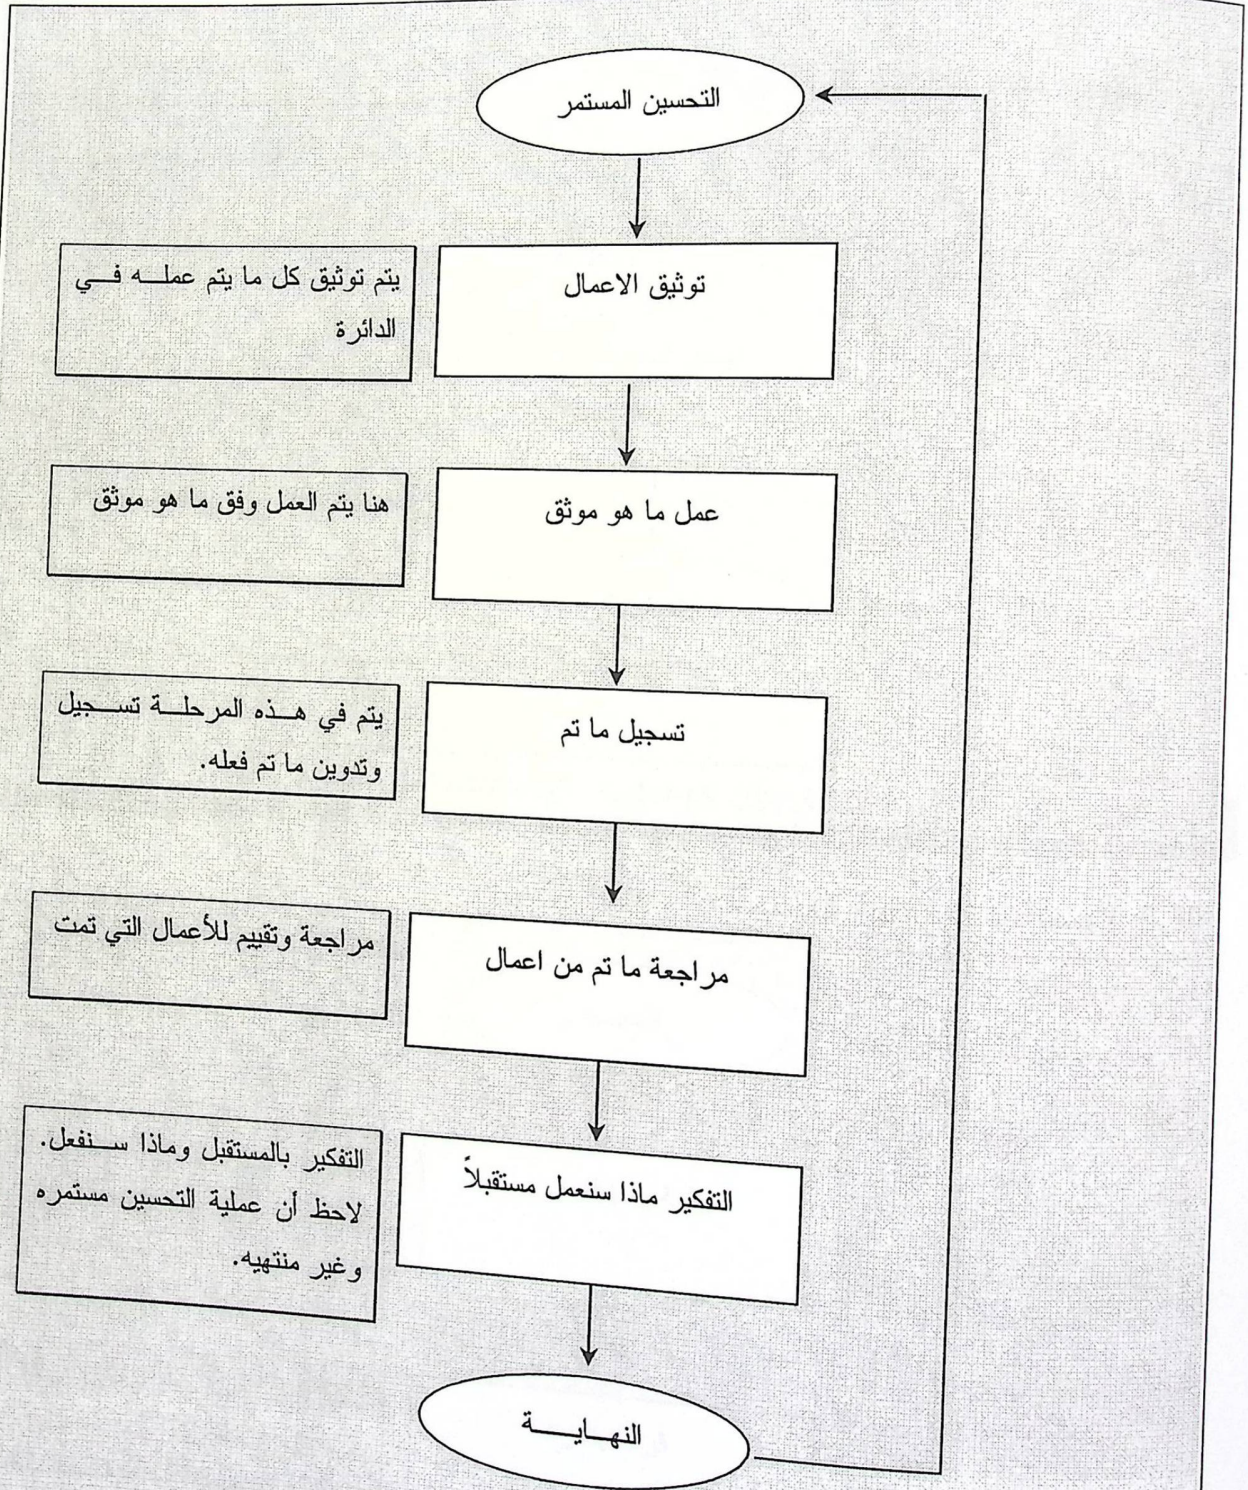 التحسين المستمر
توثيق الاعمال
يتم توثيق كل ما يتم عمله في
الدائرة
عمل ما هو موثق
هنا يتم العمل وفق ما هو موثق
تسجيل ما تم
يتم في هذه المرحلة تسجيل
وتدوين ما تم فعله.
مراجعة ما تم من اعمال
مراجعة وتقييم للأعمال التي تمت
التفكير ماذا سنعمل مستقبلاً
التفكير بالمستقبل وماذا سنفعل.
لاحظ أن عملية التحسين مستمره
وغير منتهيه.
النهاية